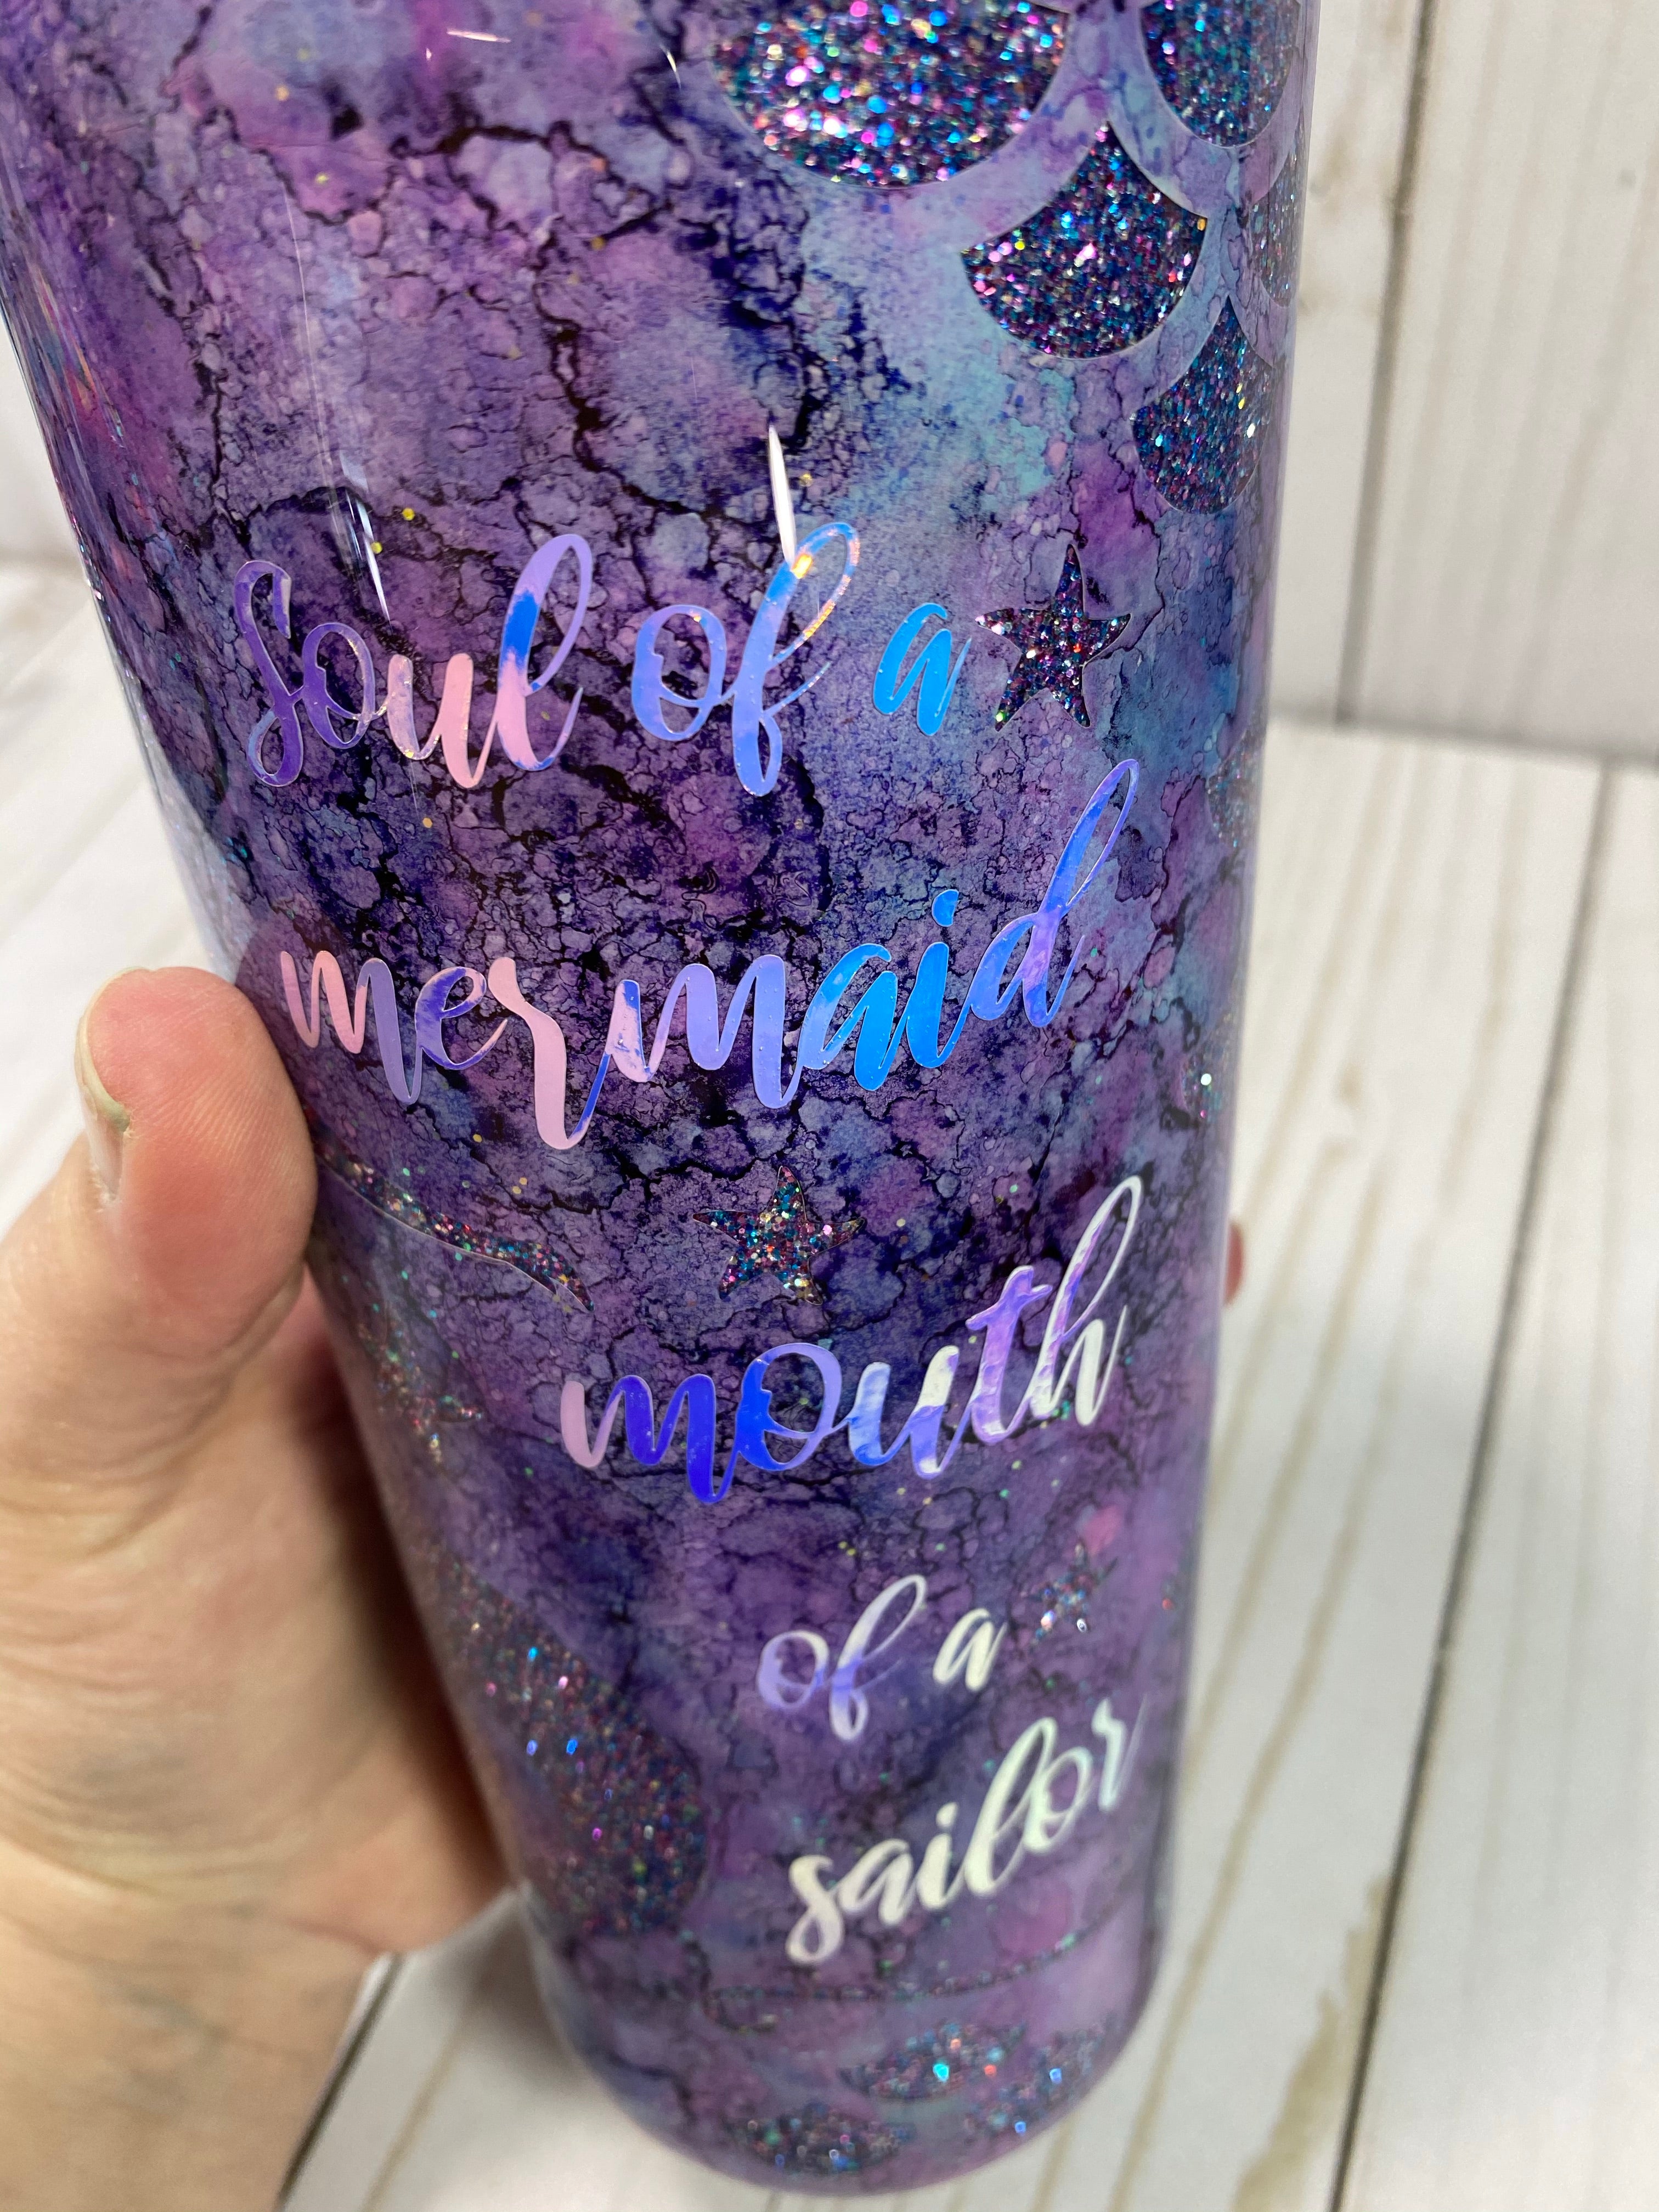 Soul of a
mermaid
mouth
of a
sailor